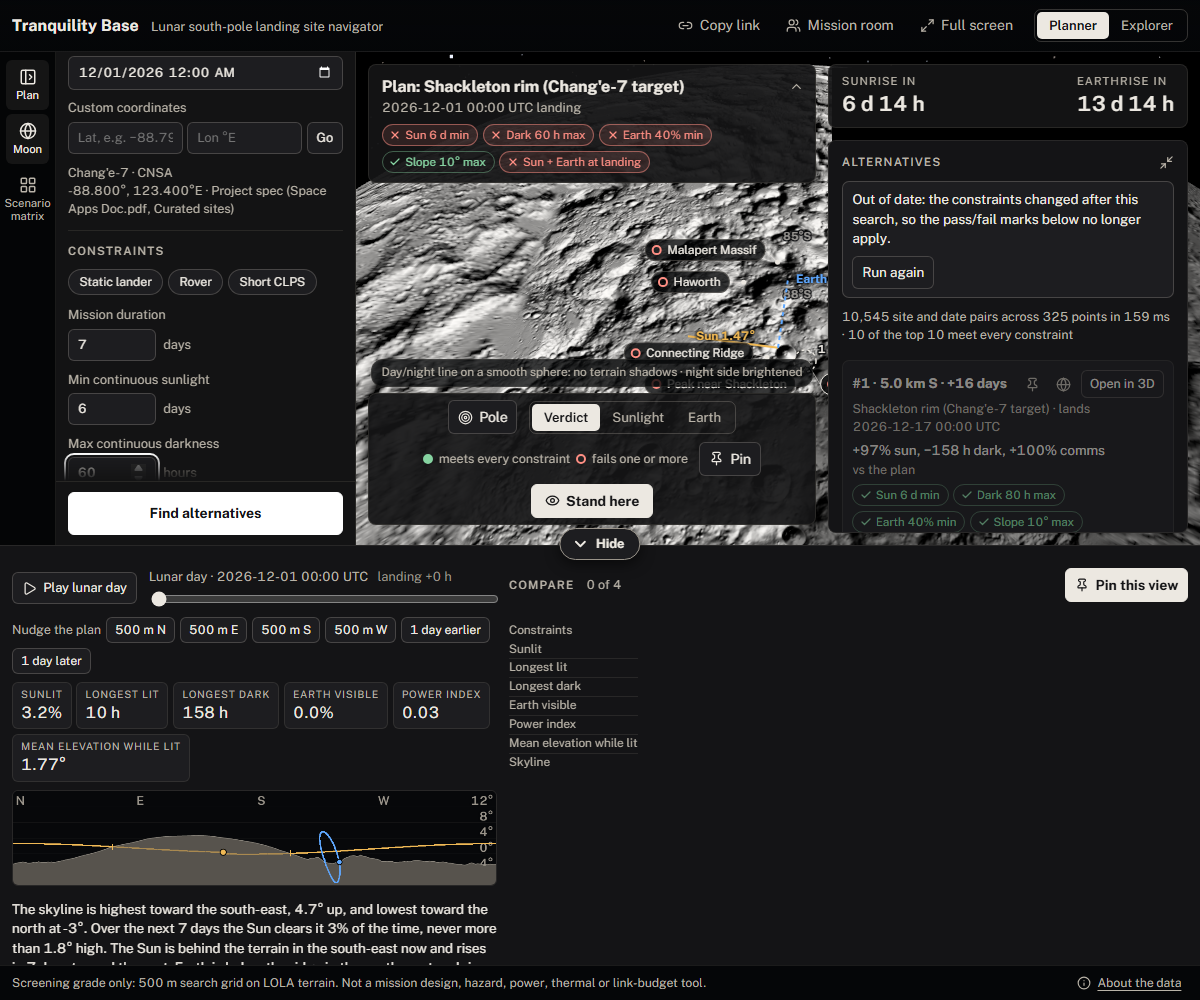 Tranquility Base Lunar south-pole landing site navigator
Copy link Mission room Full screen Planner Explorer
Plan
Moon
Scenario
matrix
12/01/2026 12:00 AM
Custom coordinates
Lat, e.g. −88.79 Lon °E Go
Chang'e-7 · CNSA
-88.800°, 123.400°E · Project spec (Space
Apps Doc.pdf, Curated sites)
CONSTRAINTS
Static lander Rover Short CLPS
Mission duration
7 days
Min continuous sunlight
6 days
Max continuous darkness
60 hours
Find alternatives
Plan: Shackleton rim (Chang'e-7 target)
2026-12-01 00:00 UTC landing
Sun 6 d min Dark 60 h max Earth 40% min
Slope 10° max Sun + Earth at landing
85°S
Malapert Massif
Earth
Haworth
88°S
Sun 1.47°
Connecting Ridge
1
Day/night line on a smooth sphere: no terrain shadows · night side brightened
Peak near Shackleton
Pole Verdict Sunlight Earth
meets every constraint fails one or more Pin
Stand here
Hide
SUNRISE IN EARTHRISE IN
6 d 14 h 13 d 14 h
ALTERNATIVES
Out of date: the constraints changed after this
search, so the pass/fail marks below no longer
apply.
Run again
10,545 site and date pairs across 325 points in 159 ms
· 10 of the top 10 meet every constraint
#1 · 5.0 km S · +16 days Open in 3D
Shackleton rim (Chang'e-7 target) · lands
2026-12-17 00:00 UTC
+97% sun, −158 h dark, +100% comms
vs the plan
Sun 6 d min Dark 80 h max
Earth 40% min Slope 10° max
Play lunar day Lunar day · 2026-12-01 00:00 UTC landing +0 h
Nudge the plan 500 m N 500 m E 500 m S 500 m W 1 day earlier
1 day later
SUNLIT LONGEST LIT LONGEST DARK EARTH VISIBLE POWER INDEX
3.2% 10 h 158 h 0.0% 0.03
MEAN ELEVATION WHILE LIT
1.77°
N E S W 12°
8°
4°
0°
4°
The skyline is highest toward the south-east, 4.7° up, and lowest toward the
north at -3°. Over the next 7 days the Sun clears it 3% of the time, never more
than 1.8° high. The Sun is behind the terrain in the south-east now and rises
COMPARE 0 of 4 Pin this view
Constraints
Sunlit
Longest lit
Longest dark
Earth visible
Power index
Mean elevation while lit
Skyline
Screening grade only: 500 m search grid on LOLA terrain. Not a mission design, hazard, power, thermal or link-budget tool. About the data